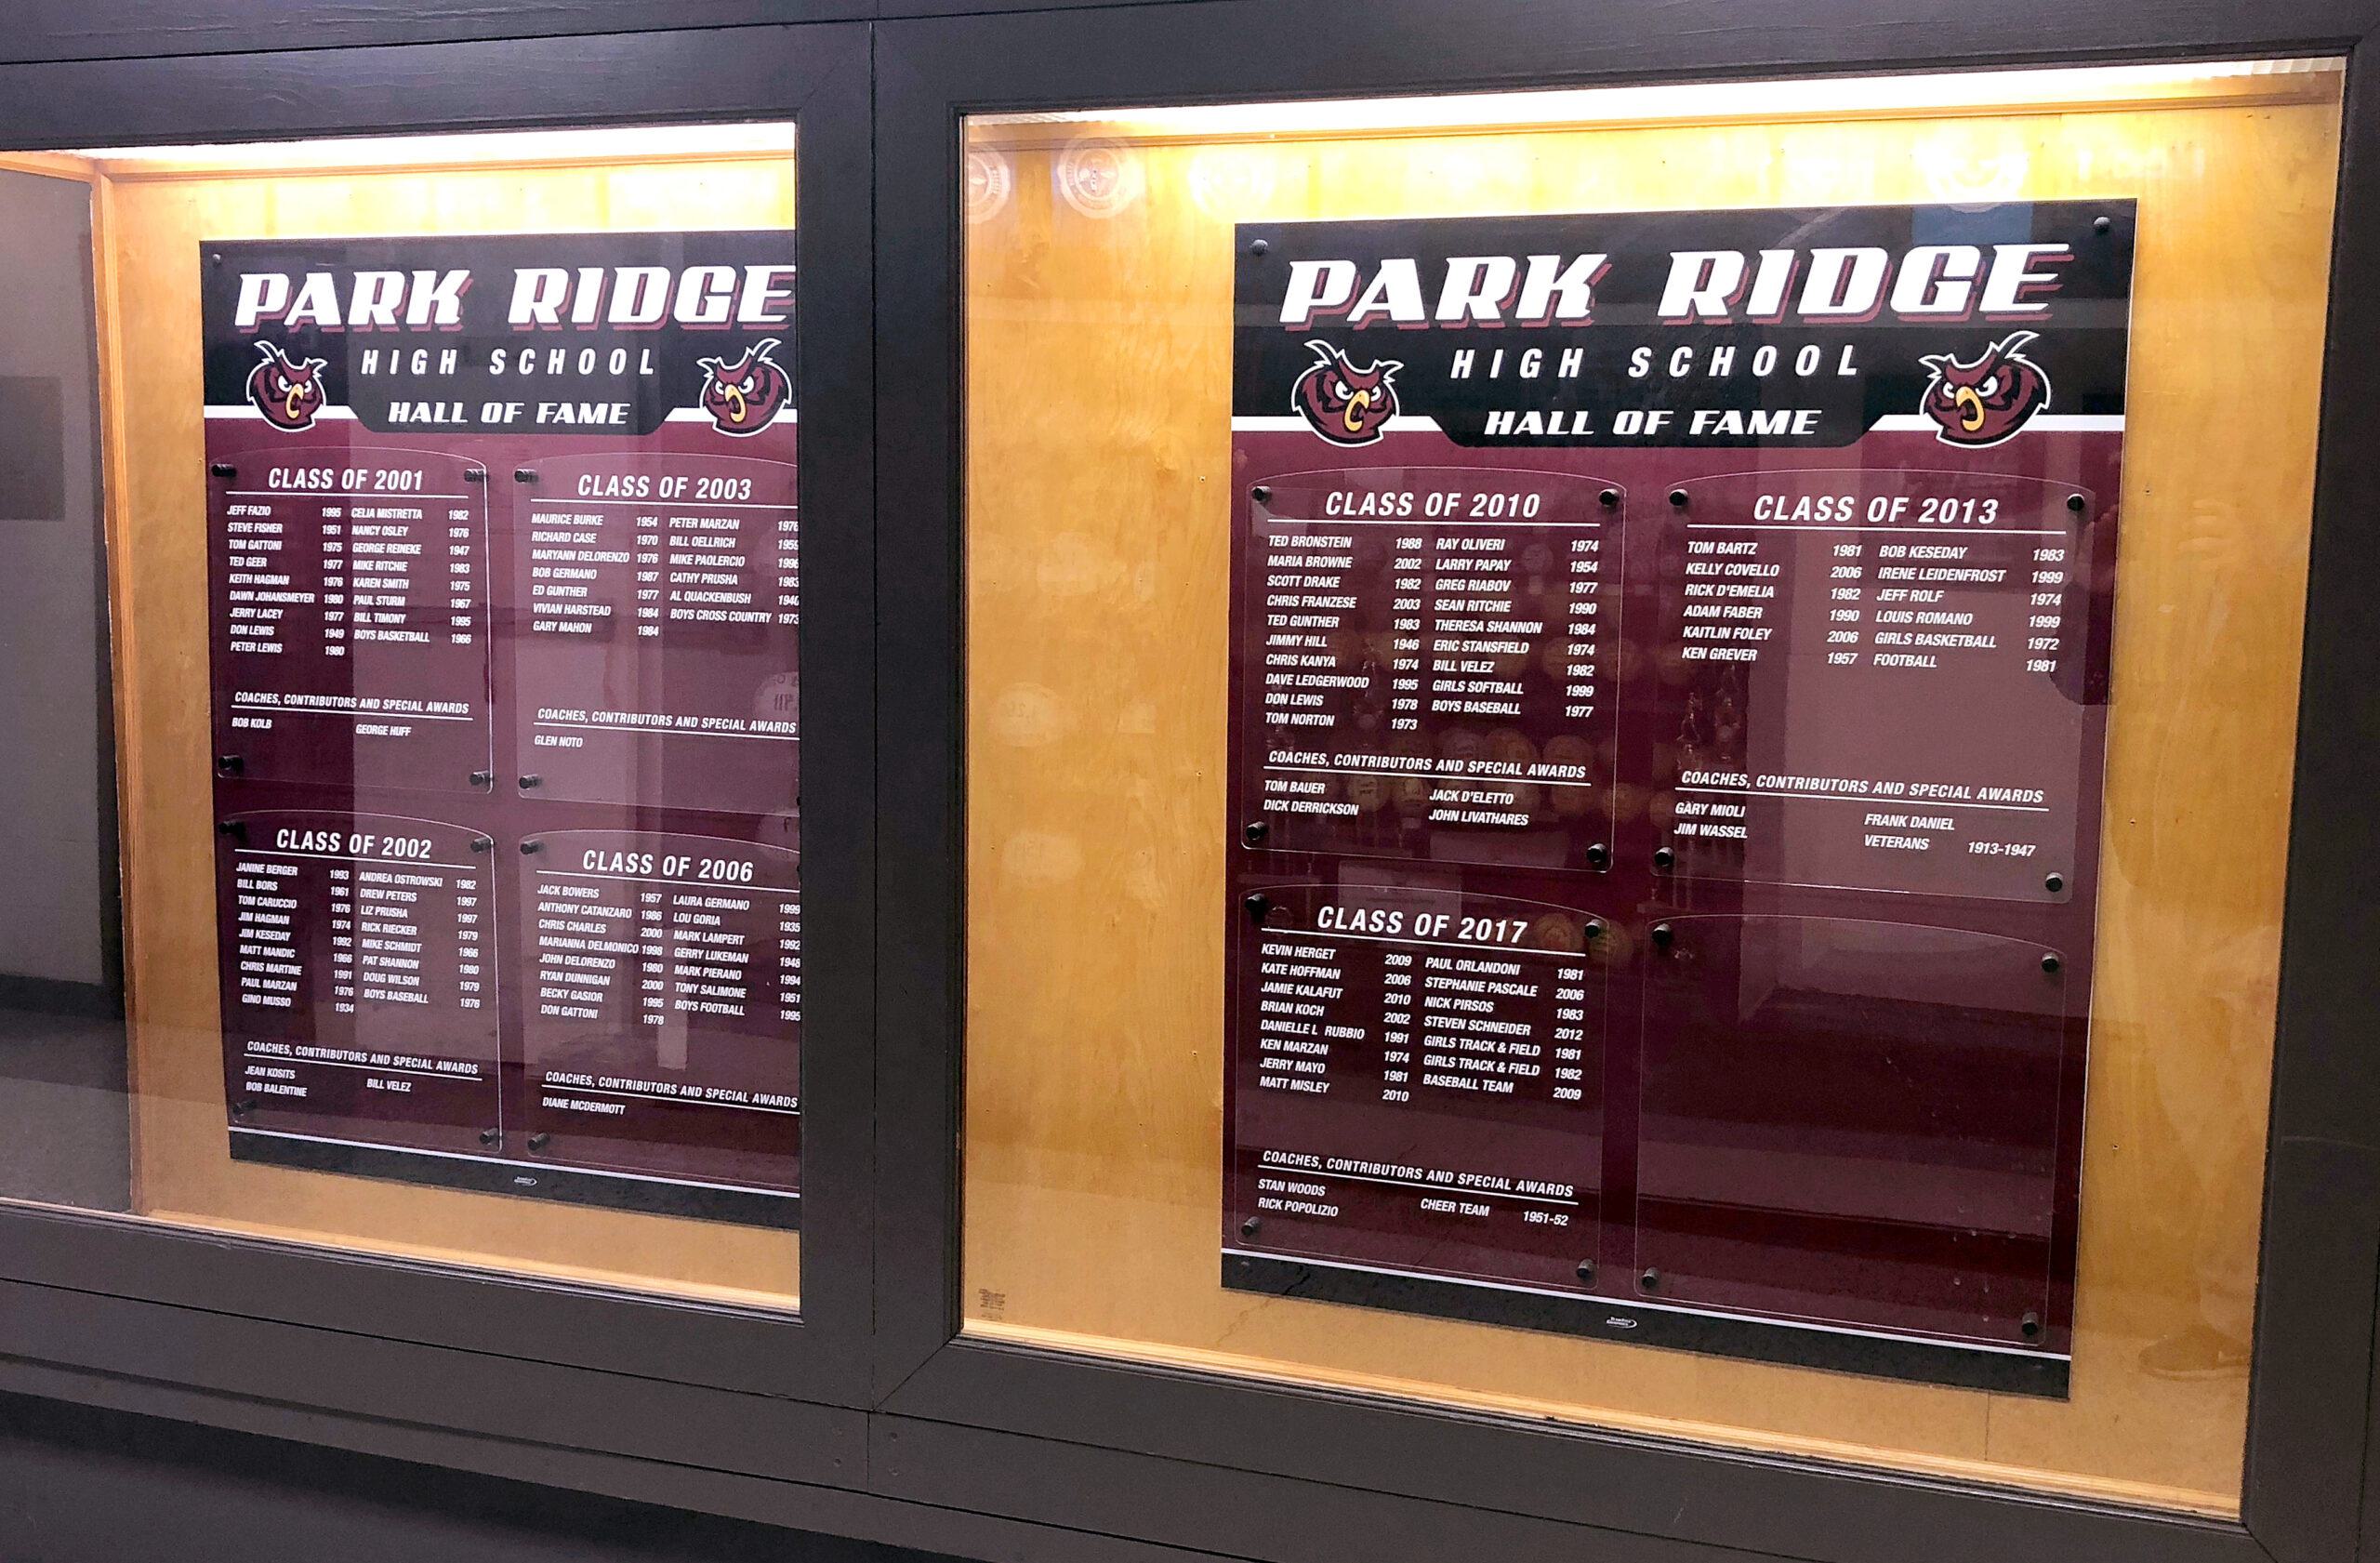 PARK RIDGE
HIGH SCHOOL
HALL OF FAME
CLASS OF 2001
JEFF FAZIO 1995 CELIA MISTRETTA 1982
STEVE FISHER 1951 NANCY OSLEY 1976
TOM GATTONI 1975 GEORGE REINEKE 1947
TED GEER 1977 MIKE RITCHIE 1983
KEITH HAGMAN 1976 KAREN SMITH 1975
DAWN JOHANSMEYER 1980 PAUL STURM 1967
JERRY LACEY 1977 BILL TIMONY 1995
DON LEWIS 1949 BOYS BASKETBALL 1966
PETER LEWIS 1980
COACHES, CONTRIBUTORS AND SPECIAL AWARDS
BOB KOLB GEORGE HUFF
CLASS OF 2003
MAURICE BURKE 1954 PETER MARZAN 1976
RICHARD CASE 1970 BILL OELLRICH 1959
MARYANN DELORENZO 1976 MIKE PAOLERCIO 1996
BOB GERMANO 1987 CATHY PRUSHA 1983
ED GUNTHER 1977 AL QUACKENBUSH 1940
VIVIAN HARSTEAD 1984 BOYS CROSS COUNTRY 1973
GARY MAHON 1984
COACHES, CONTRIBUTORS AND SPECIAL AWARDS
GLEN NOTO
CLASS OF 2002
JANINE BERGER 1993 ANDREA OSTROWSKI 1982
BILL BORS 1961 DREW PETERS 1997
TOM CARUCCIO 1976 LIZ PRUSHA 1997
JIM HAGMAN 1974 RICK RIECKER 1979
JIM KESEDAY 1992 MIKE SCHMIDT 1966
MATT MANDIC 1966 PAT SHANNON 1980
CHRIS MARTINE 1991 DOUG WILSON 1979
PAUL MARZAN 1976 BOYS BASEBALL 1976
GINO MUSSO 1934
COACHES, CONTRIBUTORS AND SPECIAL AWARDS
JEAN KOSITS BILL VELEZ
BOB BALENTINE
CLASS OF 2006
JACK BOWERS 1957 LAURA GERMANO 1999
ANTHONY CATANZARO 1986 LOU GORIA 1935
CHRIS CHARLES 2000 MARK LAMPERT 1992
MARIANNA DELMONICO 1998 GERRY LUKEMAN 1948
JOHN DELORENZO 1980 MARK PIERANO 1994
RYAN DUNNIGAN 2000 TONY SALIMONE 1951
BECKY GASIOR 1995 BOYS FOOTBALL 1995
DON GATTONI 1978
COACHES, CONTRIBUTORS AND SPECIAL AWARDS
DIANE MCDERMOTT
PARK RIDGE
HIGH SCHOOL
HALL OF FAME
CLASS OF 2010
TED BRONSTEIN 1988 RAY OLIVERI 1974
MARIA BROWNE 2002 LARRY PAPAY 1954
SCOTT DRAKE 1982 GREG RIABOV 1977
CHRIS FRANZESE 2003 SEAN RITCHIE 1990
TED GUNTHER 1983 THERESA SHANNON 1984
JIMMY HILL 1946 ERIC STANSFIELD 1974
CHRIS KANYA 1974 BILL VELEZ 1982
DAVE LEDGERWOOD 1995 GIRLS SOFTBALL 1999
DON LEWIS 1978 BOYS BASEBALL 1977
TOM NORTON 1973
COACHES, CONTRIBUTORS AND SPECIAL AWARDS
TOM BAUER JACK D'ELETTO
DICK DERRICKSON JOHN LIVATHARES
CLASS OF 2013
TOM BARTZ 1981 BOB KESEDAY 1983
KELLY COVELLO 2006 IRENE LEIDENFROST 1999
RICK D'EMELIA 1982 JEFF ROLF 1974
ADAM FABER 1990 LOUIS ROMANO 1999
KAITLIN FOLEY 2006 GIRLS BASKETBALL 1972
KEN GREVER 1957 FOOTBALL 1981
COACHES, CONTRIBUTORS AND SPECIAL AWARDS
GARY MIOLI FRANK DANIEL
JIM WASSEL VETERANS 1913-1947
CLASS OF 2017
KEVIN HERGET 2009 PAUL ORLANDONI 1981
KATE HOFFMAN 2006 STEPHANIE PASCALE 2006
JAMIE KALAFUT 2010 NICK PIRSOS 1983
BRIAN KOCH 2002 STEVEN SCHNEIDER 2012
DANIELLE L RUBBIO 1991 GIRLS TRACK & FIELD 1981
KEN MARZAN 1974 GIRLS TRACK & FIELD 1982
JERRY MAYO 1981 BASEBALL TEAM 2009
MATT MISLEY 2010
COACHES, CONTRIBUTORS AND SPECIAL AWARDS
STAN WOODS CHEER TEAM 1951-52
RICK POPOLIZIO